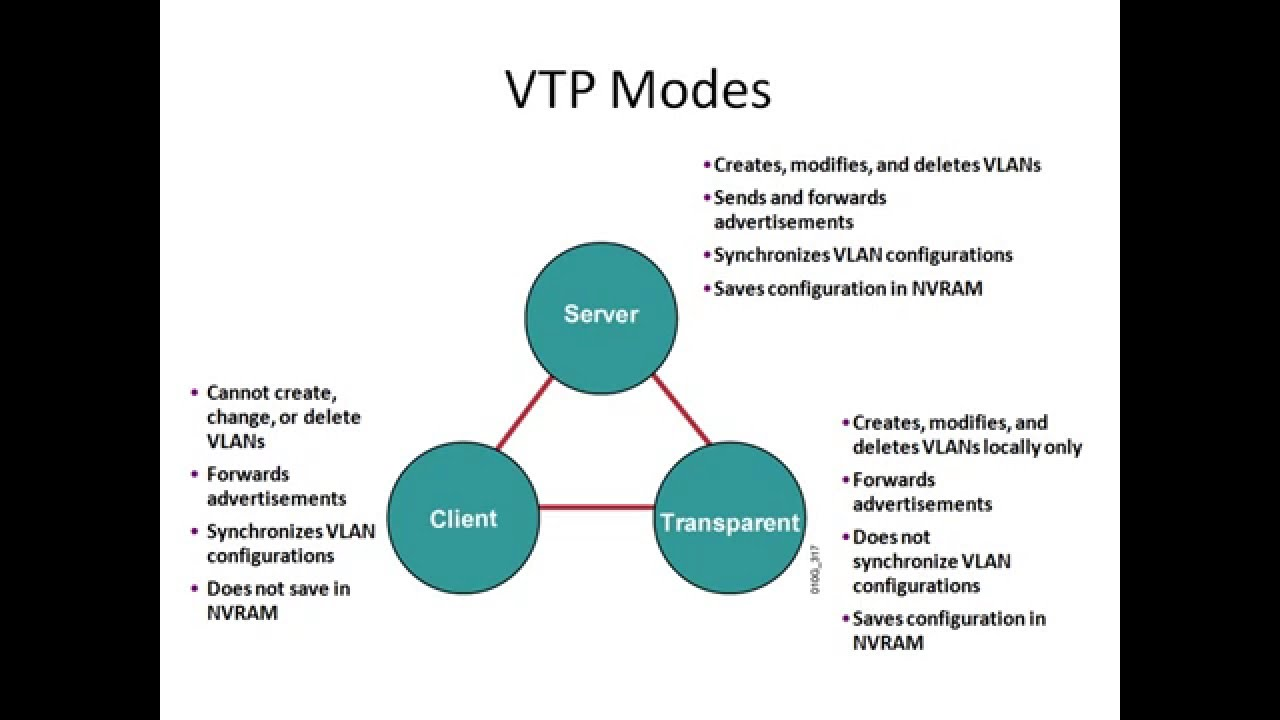 VTP Modes
•Creates, modifies, and deletes VLANs
•Sends and forwards
advertisements
•Synchronizes VLAN configurations
•Saves configuration in NVRAM
Server
• Cannot create,
change, or delete
VLANs
• Forwards
advertisements
• Synchronizes VLAN
configurations
• Does not save in
NVRAM
Client
Transparent
•Creates, modifies, and
deletes VLANs locally only
•Forwards
advertisements
•Does not
synchronize VLAN
configurations
•Saves configuration in
NVRAM
010G_317